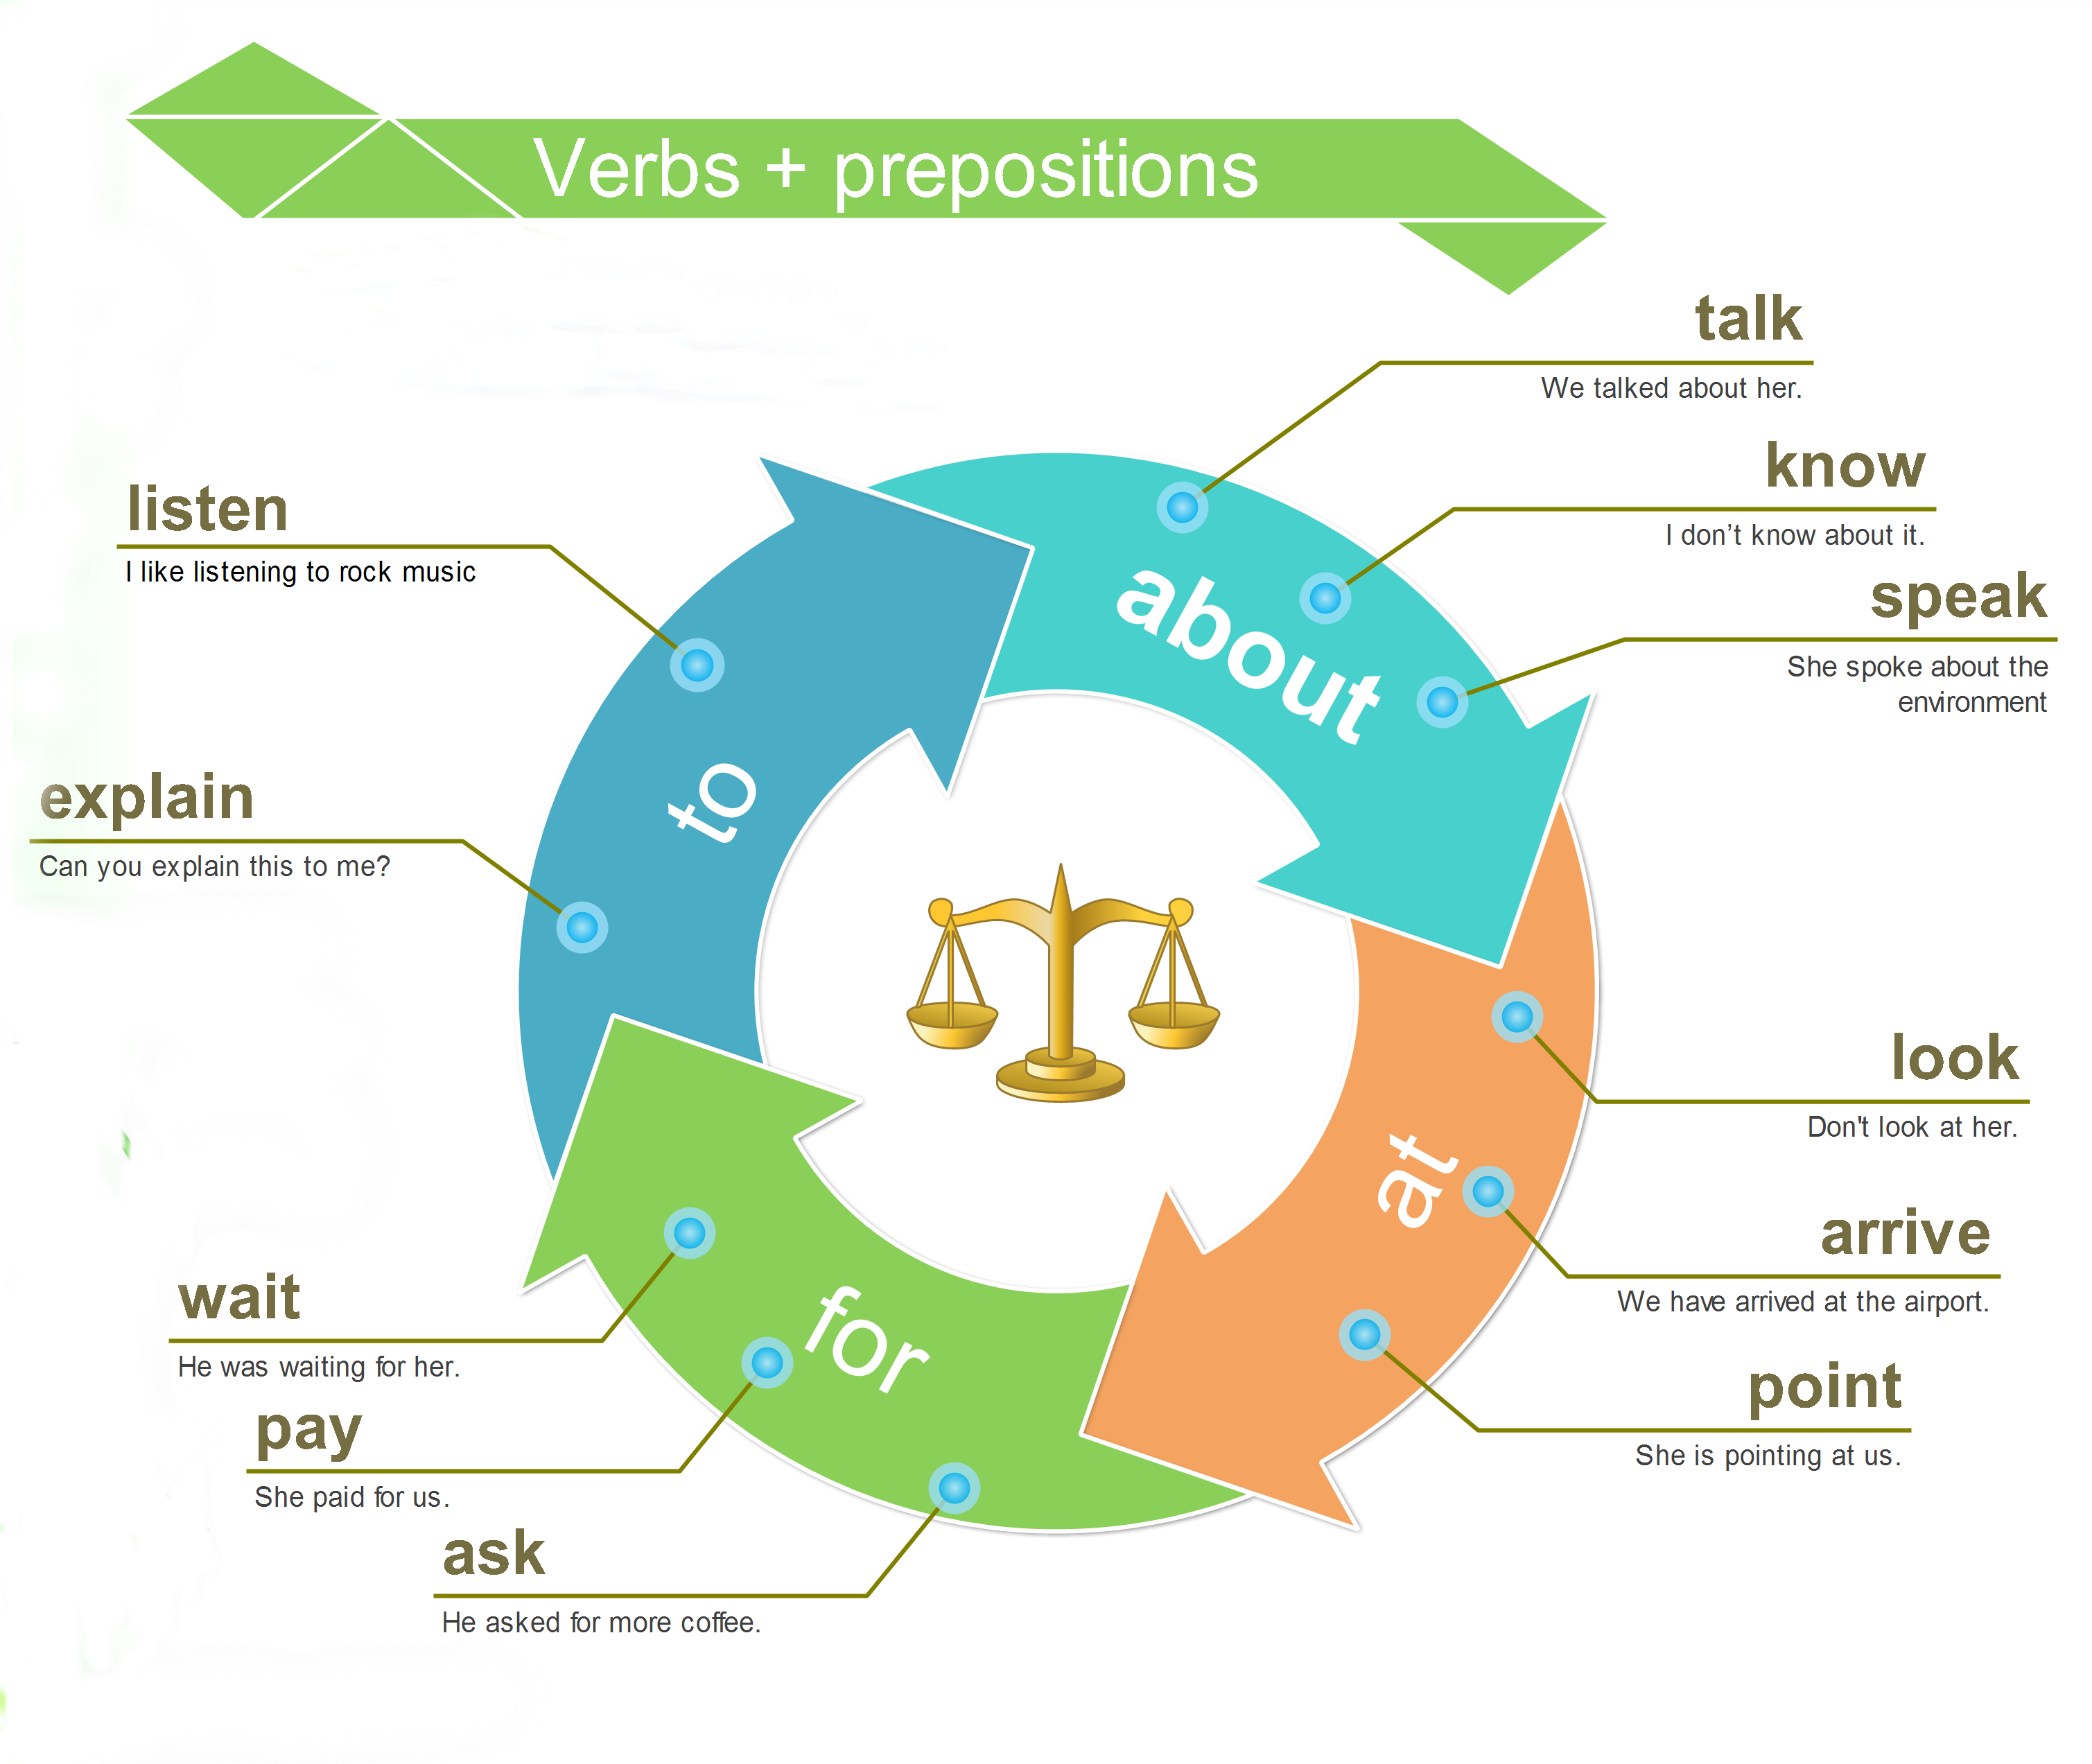 Verbs + prepositions
talk
We talked about her.
know
I don’t know about it.
speak
She spoke about the
environment
about
listen
I like listening to rock music
to
explain
Can you explain this to me?
look
Don't look at her.
at
arrive
We have arrived at the airport.
point
She is pointing at us.
for
wait
He was waiting for her.
pay
She paid for us.
ask
He asked for more coffee.